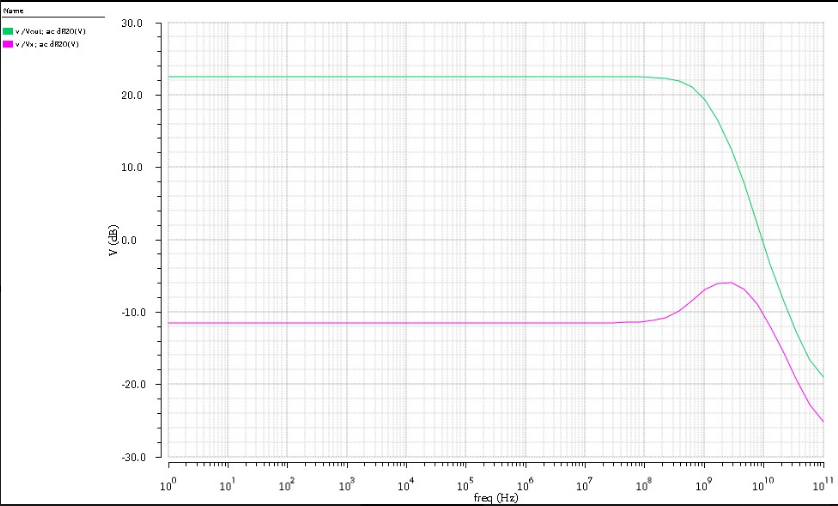 Name
v /Vout; ac dB20(V)
v /Vx; ac dB20(V)
30.0
20.0
10.0
0.0
-10.0
-20.0
-30.0
V (dB)
10⁰ 10¹ 10² 10³ 10⁴ 10⁵ 10⁶ 10⁷ 10⁸ 10⁹ 10¹⁰ 10¹¹
freq (Hz)